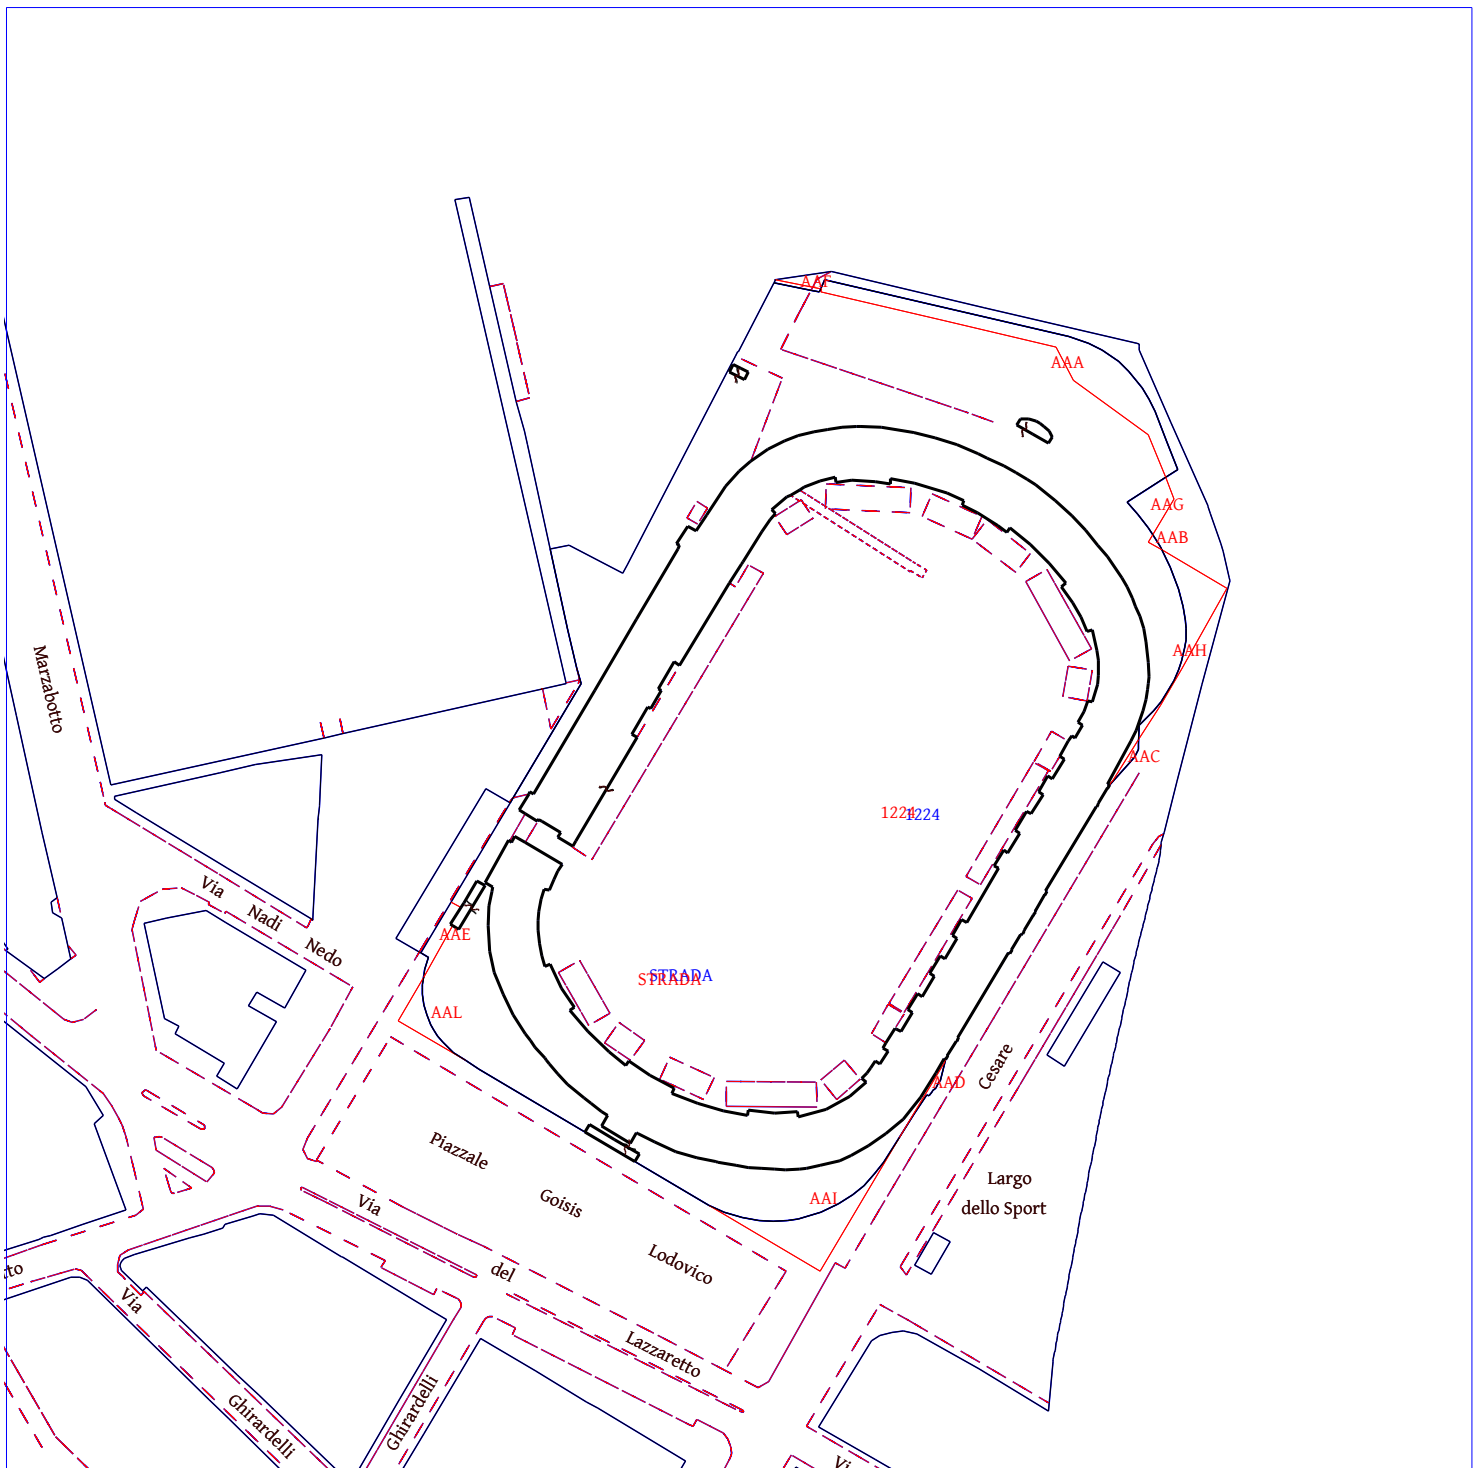 AAF
AAA
AAG
AAB
AAH
Marzabotto
AAC
1224
1224
Via
Nadi
Nedo
AAE
STRADA
STRADA
AAL
Cesare
AAD
Piazzale
Goisis
Lodovico
AAI
Largo
dello Sport
Via
del
Lazzaretto
to
Via
Ghirardelli
Ghirardelli